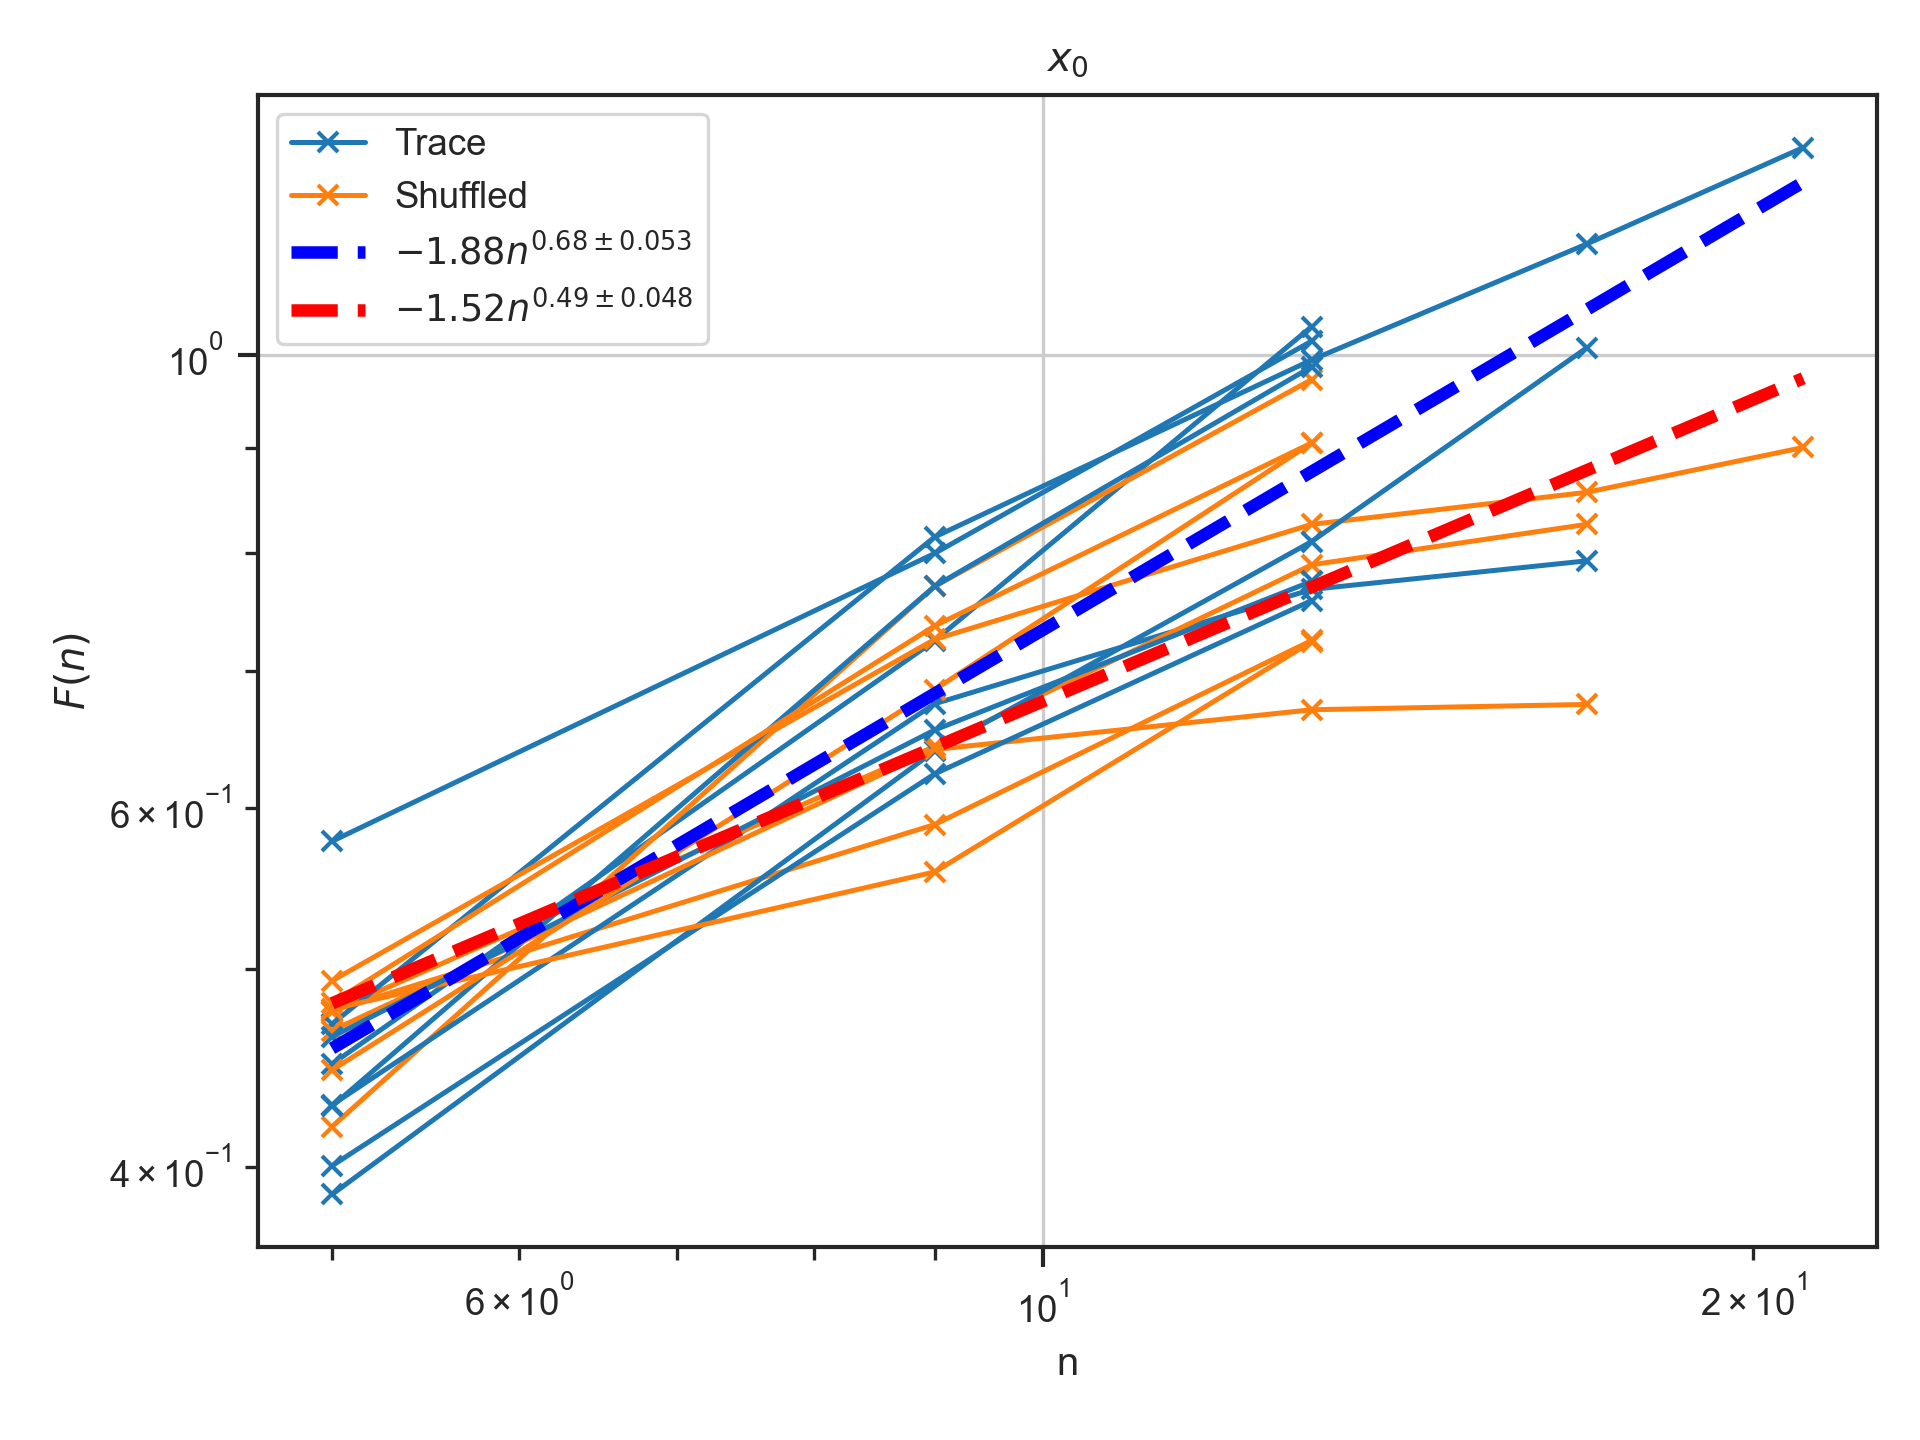 x₀
Trace
Shuffled
−1.88n^{0.68±0.053}
−1.52n^{0.49±0.048}
10⁰
6×10⁻¹
4×10⁻¹
F(n)
6×10⁰
10¹
2×10¹
n